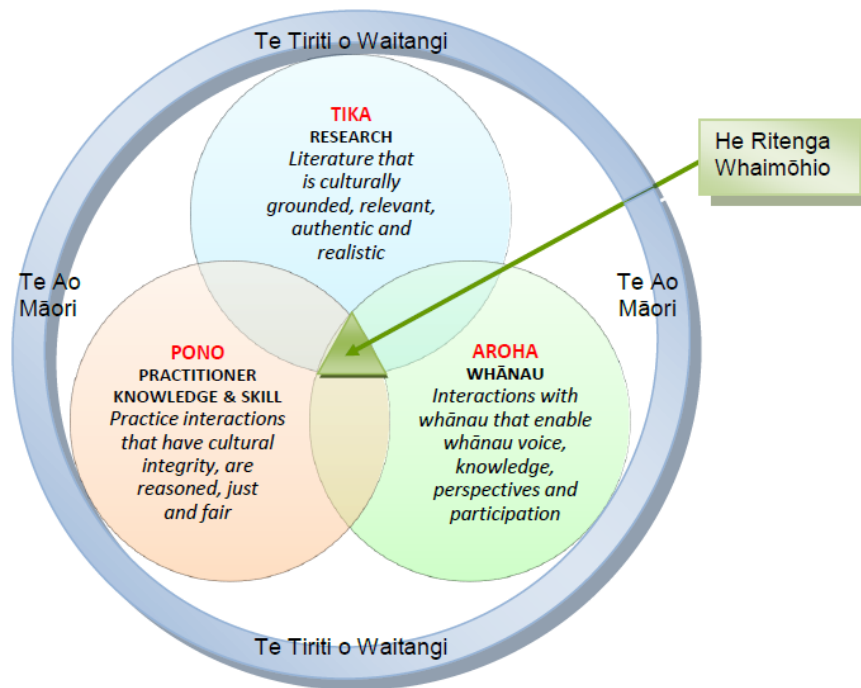 Te Tiriti o Waitangi
TIKA
RESEARCH
Literature that
is culturally
grounded, relevant,
authentic and
realistic
He Ritenga
Whaimōhio
Te Ao
Māori
Te Ao
Māori
PONO
PRACTITIONER
KNOWLEDGE & SKILL
Practice interactions
that have cultural
integrity, are
reasoned, just
and fair
AROHA
WHĀNAU
Interactions with
whānau that enable
whānau voice,
knowledge,
perspectives and
participation
Te Tiriti o Waitangi